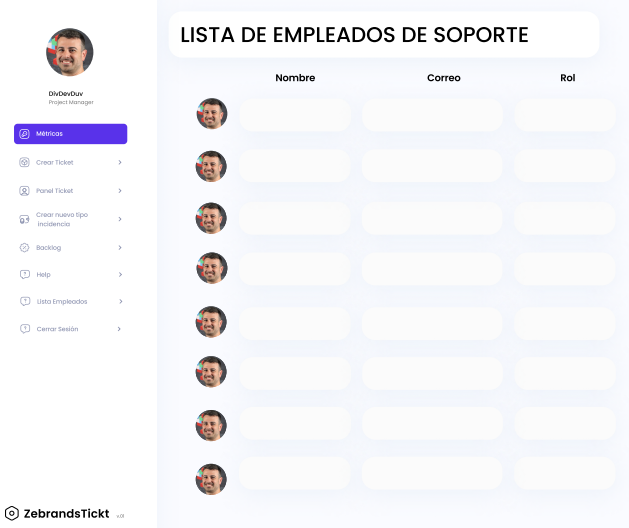 DivDevDuv
Project Manager
Métricas
Crear Ticket
Panel Ticket
Crear nuevo tipo
incidencia
Backlog
Help
Lista Empleados
Cerrar Sesión
ZebrandsTickt v.01
LISTA DE EMPLEADOS DE SOPORTE
Nombre Correo Rol